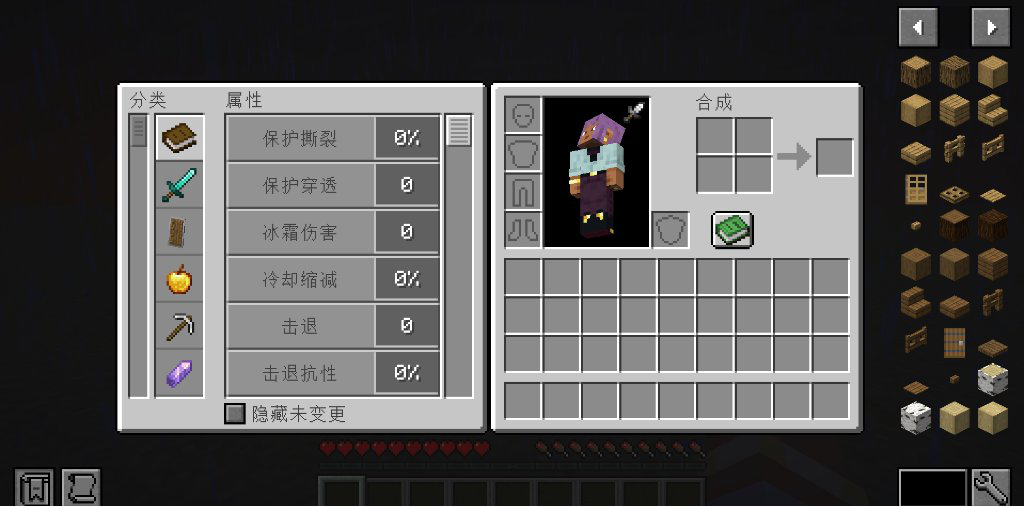 分类
属性
保护撕裂 0%
保护穿透 0
冰霜伤害 0
冷却缩减 0%
击退 0
击退抗性 0%
隐藏未变更
合成